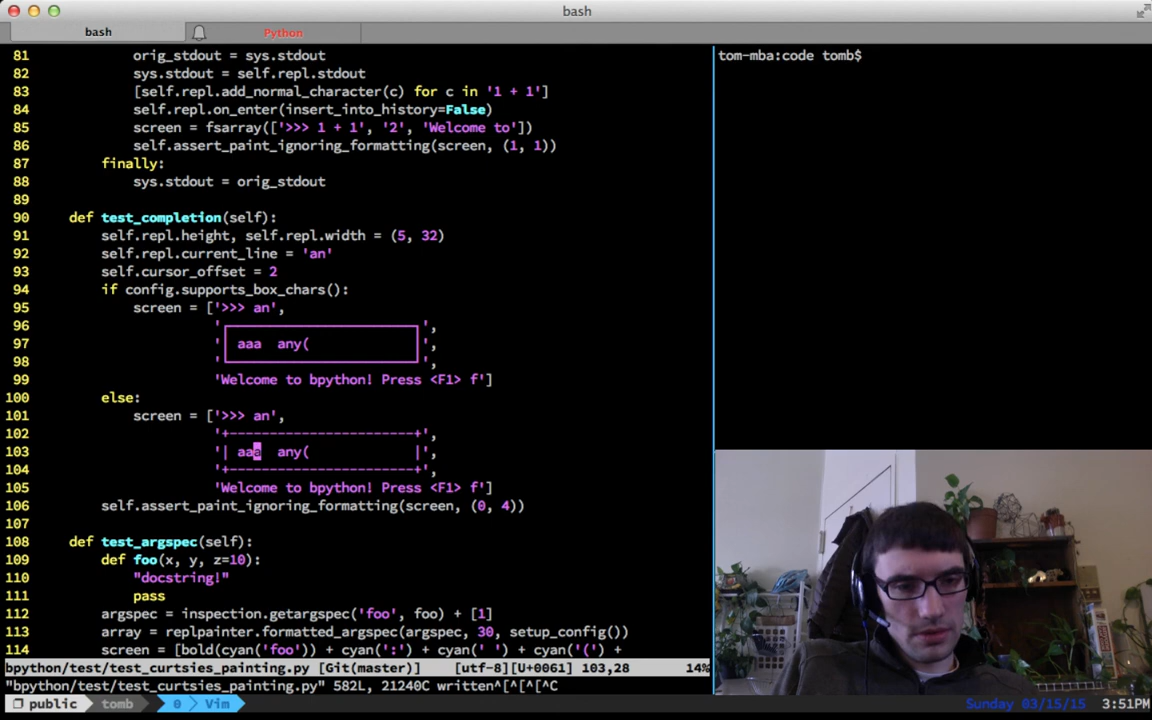 bash
bash
Python
81 orig_stdout = sys.stdout
82 sys.stdout = self.repl.stdout
83 [self.repl.add_normal_character(c) for c in '1 + 1']
84 self.repl.on_enter(insert_into_history=False)
85 screen = fsarray(['>>> 1 + 1', '2', 'Welcome to'])
86 self.assert_paint_ignoring_formatting(screen, (1, 1))
87 finally:
88 sys.stdout = orig_stdout
89
90 def test_completion(self):
91 self.repl.height, self.repl.width = (5, 32)
92 self.repl.current_line = 'an'
93 self.cursor_offset = 2
94 if config.supports_box_chars():
95 screen = ['>>> an',
96 '┌───────────────────────┐',
97 '│ aaa  any(             │',
98 '└───────────────────────┘',
99 'Welcome to bpython! Press <F1> f']
100 else:
101 screen = ['>>> an',
102 '+-----------------------+',
103 '| aaa  any(             |',
104 '+-----------------------+',
105 'Welcome to bpython! Press <F1> f']
106 self.assert_paint_ignoring_formatting(screen, (0, 4))
107
108 def test_argspec(self):
109 def foo(x, y, z=10):
110 "docstring!"
111 pass
112 argspec = inspection.getargspec('foo', foo) + [1]
113 array = replpainter.formatted_argspec(argspec, 30, setup_config())
114 screen = [bold(cyan('foo')) + cyan(':') + cyan(' ') + cyan('(') +
bpython/test/test_curtsies_painting.py [Git(master)] [utf-8][U+0061] 103,28 14%
"bpython/test/test_curtsies_painting.py" 582L, 21240C written^[^[^[^C
public tomb 0 Vim Sunday 03/15/15 3:51PM
tom-mba:code tomb$